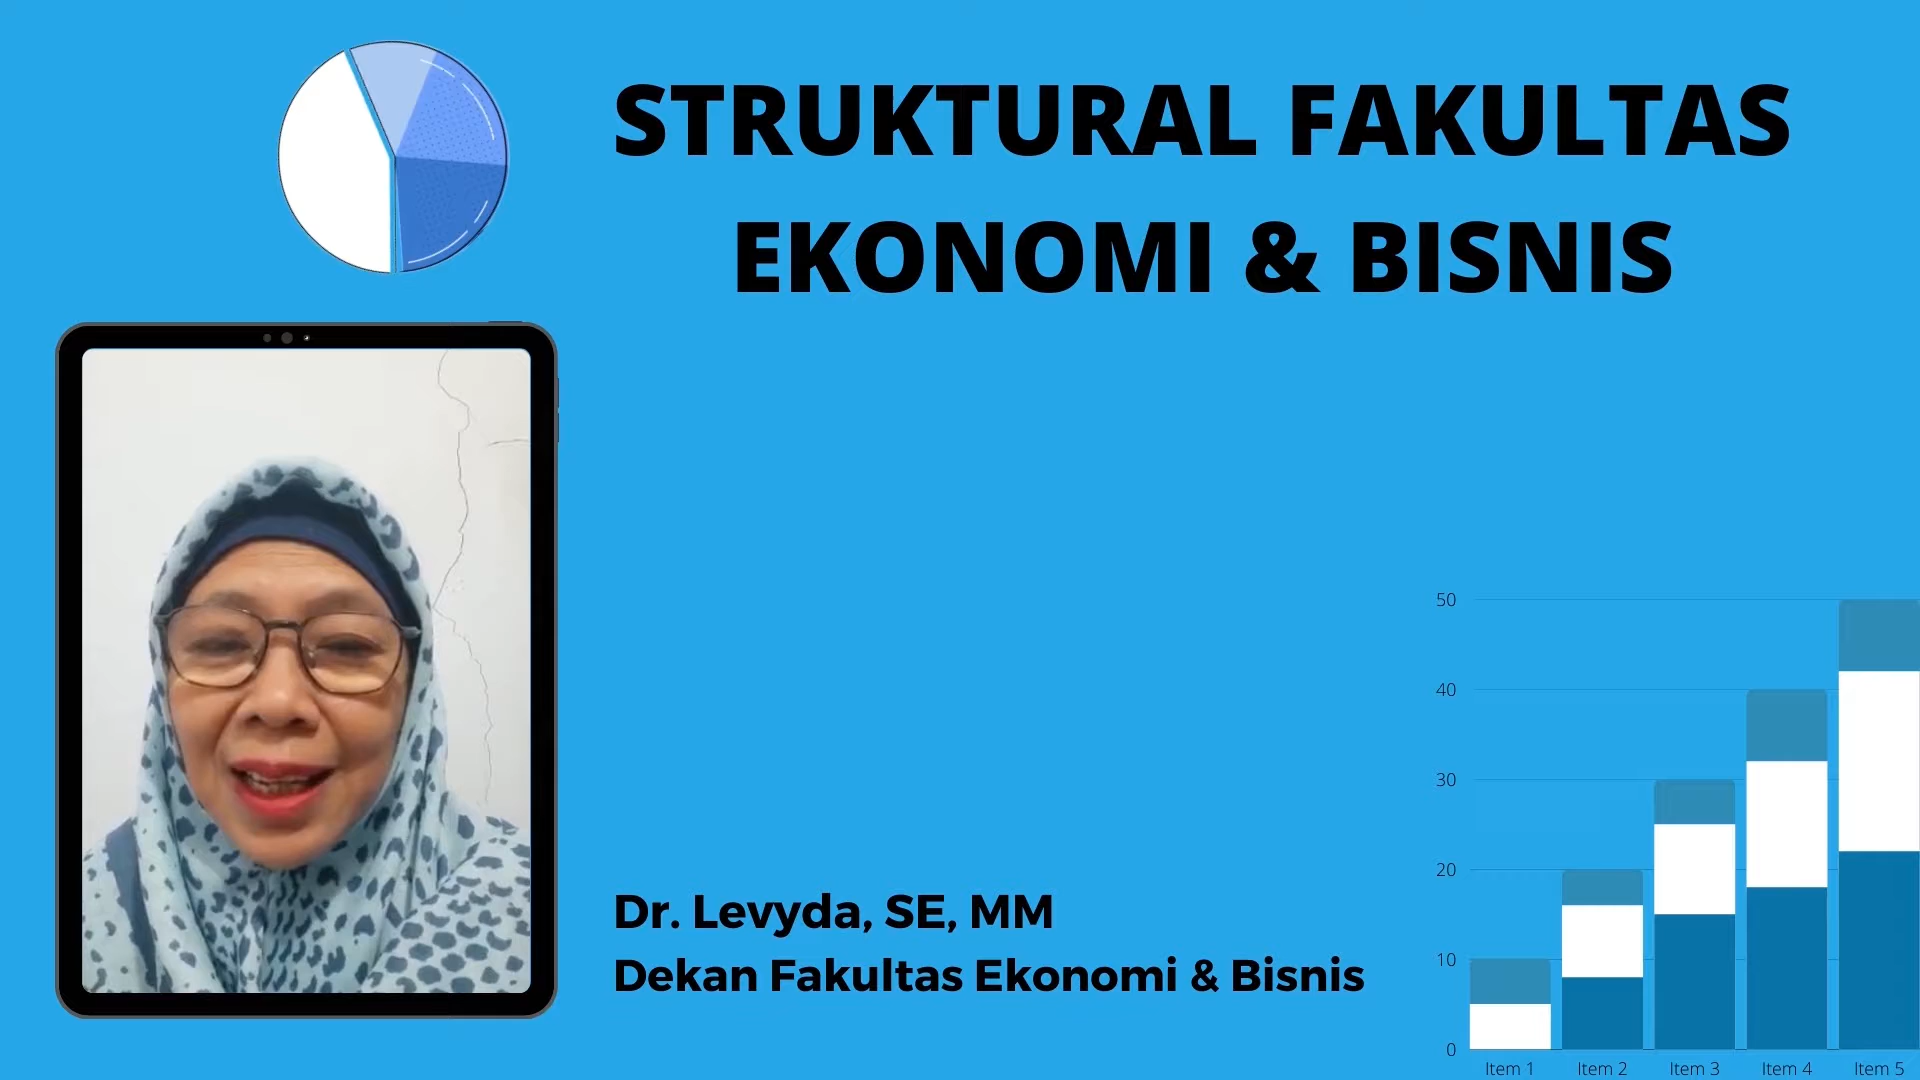 STRUKTURAL FAKULTAS
EKONOMI & BISNIS
Dr. Levyda, SE, MM
Dekan Fakultas Ekonomi & Bisnis
50
40
30
20
10
0
Item 1 Item 2 Item 3 Item 4 Item 5